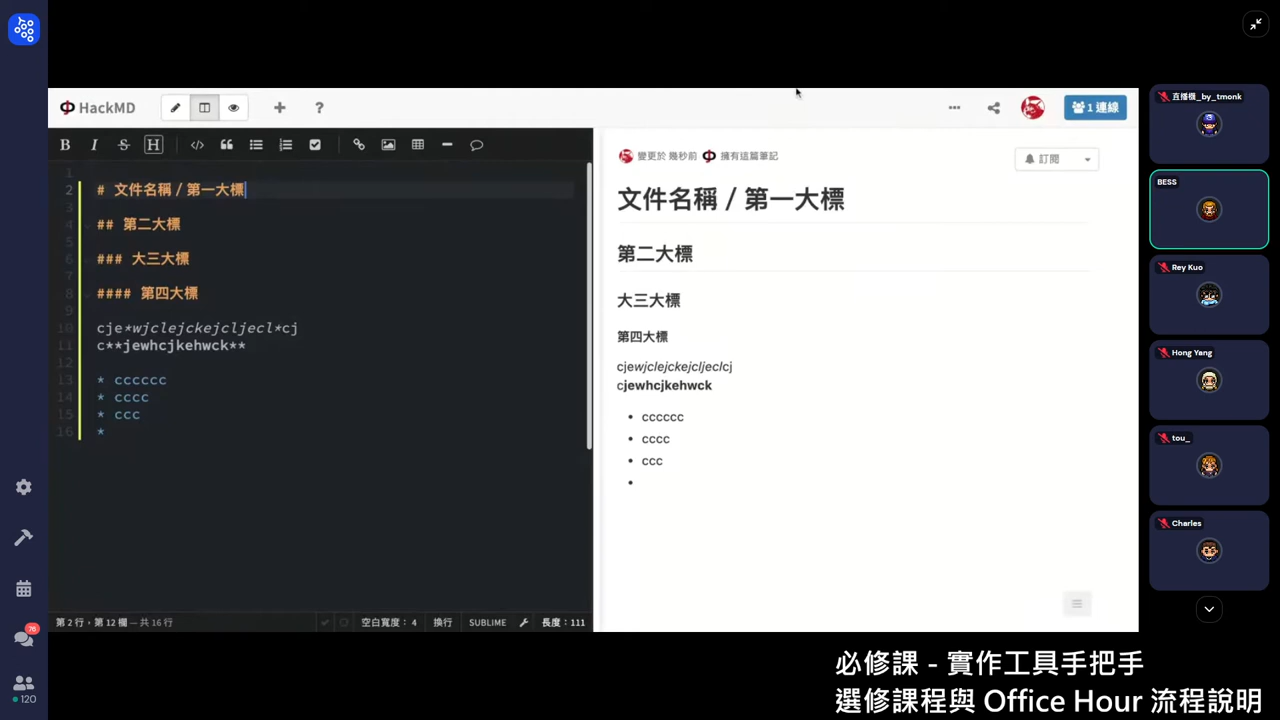 HackMD
1 連線
1
2 # 文件名稱 / 第一大標
3
4 ## 第二大標
5
6 ### 大三大標
7
8 #### 第四大標
9
10 cje*wjclejckejcljecl*cj
11 c**jewhcjkehwck**
12
13 * cccccc
14 * cccc
15 * ccc
16 *
第 2 行,第 12 欄 — 共 16 行
空白寬度: 4
換行
SUBLIME
長度:111
變更於 幾秒前
擁有這篇筆記
訂閱
文件名稱 / 第一大標
第二大標
大三大標
第四大標
cjewjclejckejcljeclcj
cjewhcjkehwck
• cccccc
• cccc
• ccc
•
直播機_by_tmonk
BESS
Rey Kuo
Hong Yang
tou_
Charles
76
120
必修課 - 實作工具手把手
選修課程與 Office Hour 流程說明